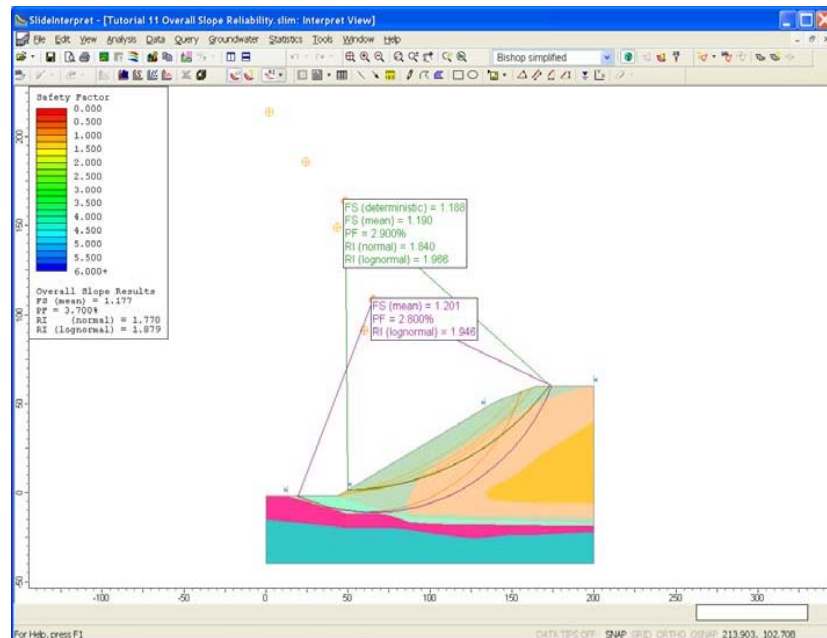 SlideInterpret - [Tutorial 11 Overall Slope Reliability.slim: Interpret View]
File Edit View Analysis Data Query Groundwater Statistics Tools Window Help
Bishop simplified
Safety Factor
0.000
0.500
1.000
1.500
2.000
2.500
3.000
3.500
4.000
4.500
5.000
5.500
6.000+
Overall Slope Results
FS (mean) = 1.177
PF = 3.700%
RI (normal) = 1.770
RI (lognormal) = 1.879
FS (deterministic) = 1.188
FS (mean) = 1.190
PF = 2.900%
RI (normal) = 1.840
RI (lognormal) = 1.966
FS (mean) = 1.201
PF = 2.800%
RI (lognormal) = 1.946
200
150
100
50
0
-50
-100 -50 0 50 100 150 200 250 300
For Help, press F1
DATA TIPS OFF SNAP GRID ORTHO OSNAP 213.903, 102.708